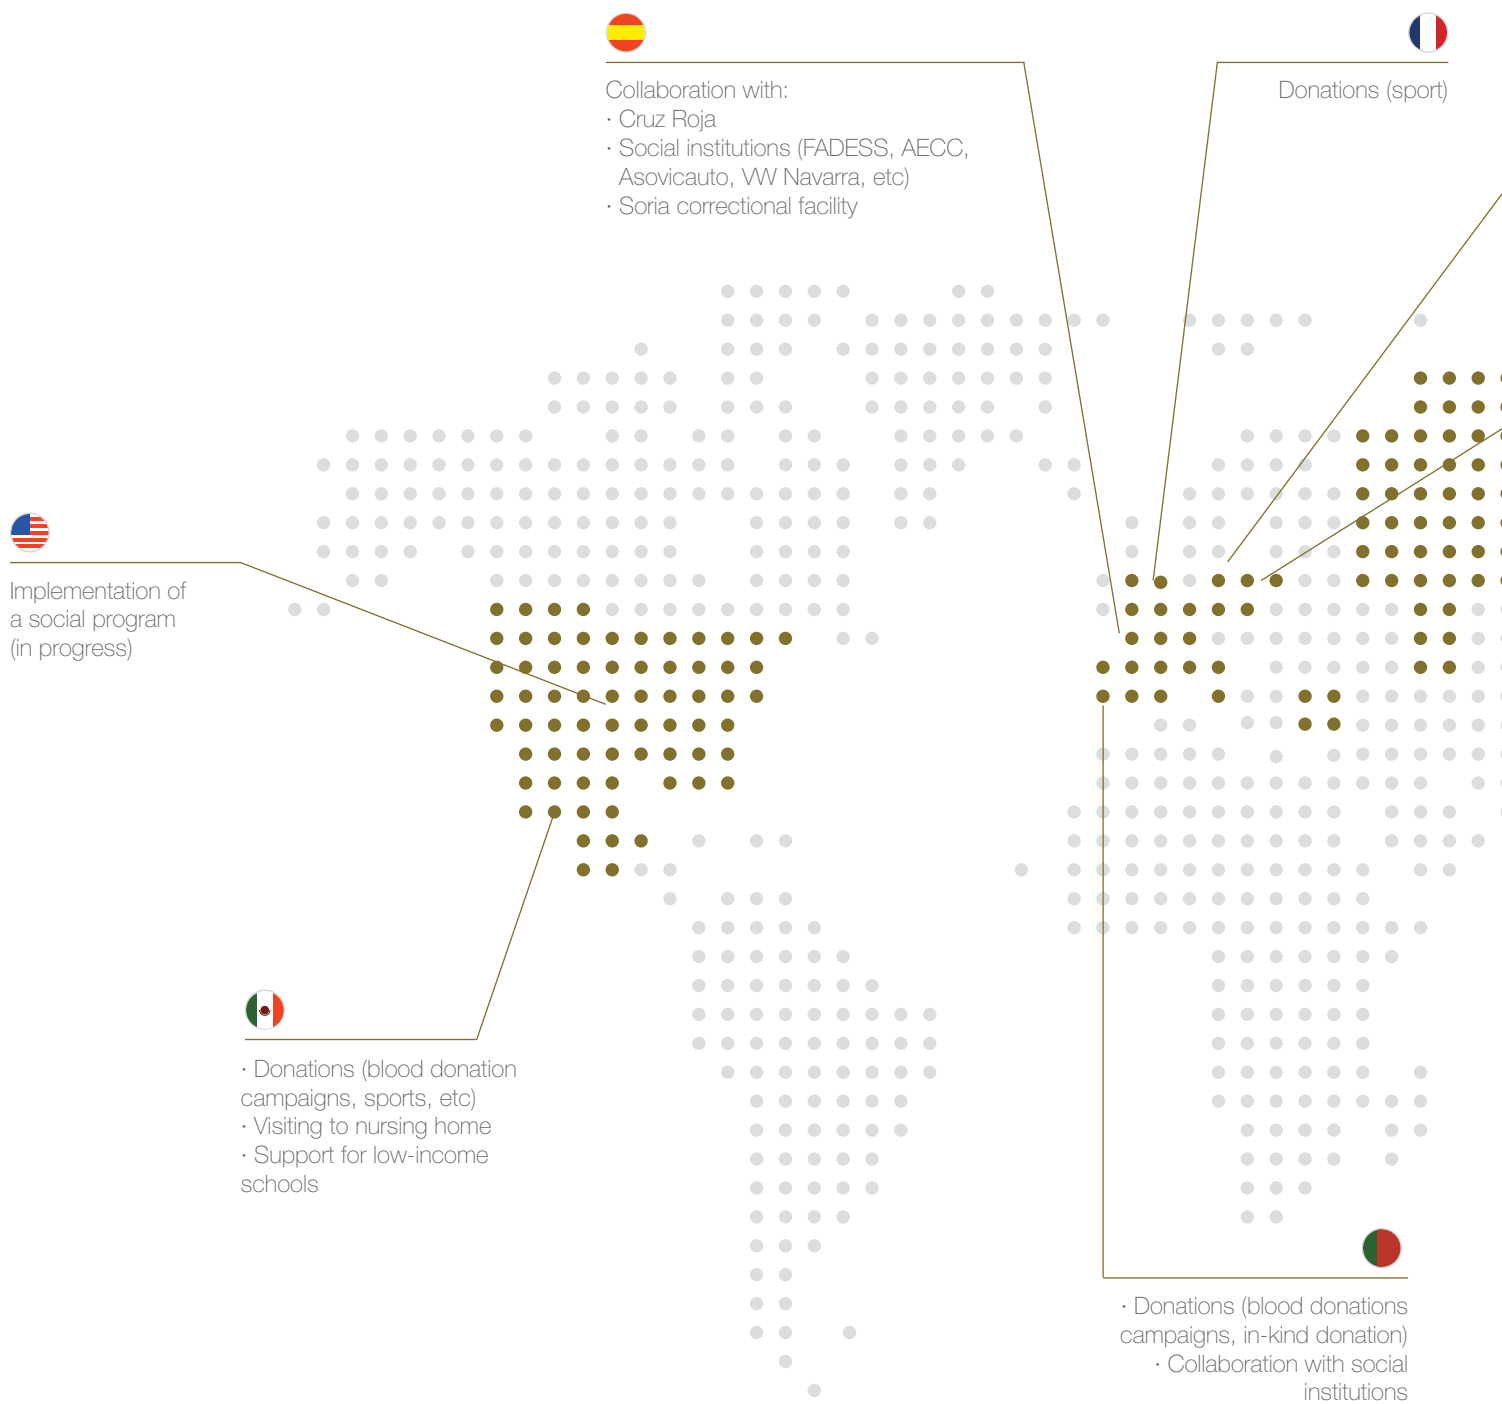 Collaboration with:
· Cruz Roja
· Social institutions (FADESS, AECC,
Asovicauto, VW Navarra, etc)
· Soria correctional facility
Donations (sport)
Implementation of
a social program
(in progress)
· Donations (blood donation
campaigns, sports, etc)
· Visiting to nursing home
· Support for low-income
schools
· Donations (blood donations
campaigns, in-kind donation)
· Collaboration with social
institutions